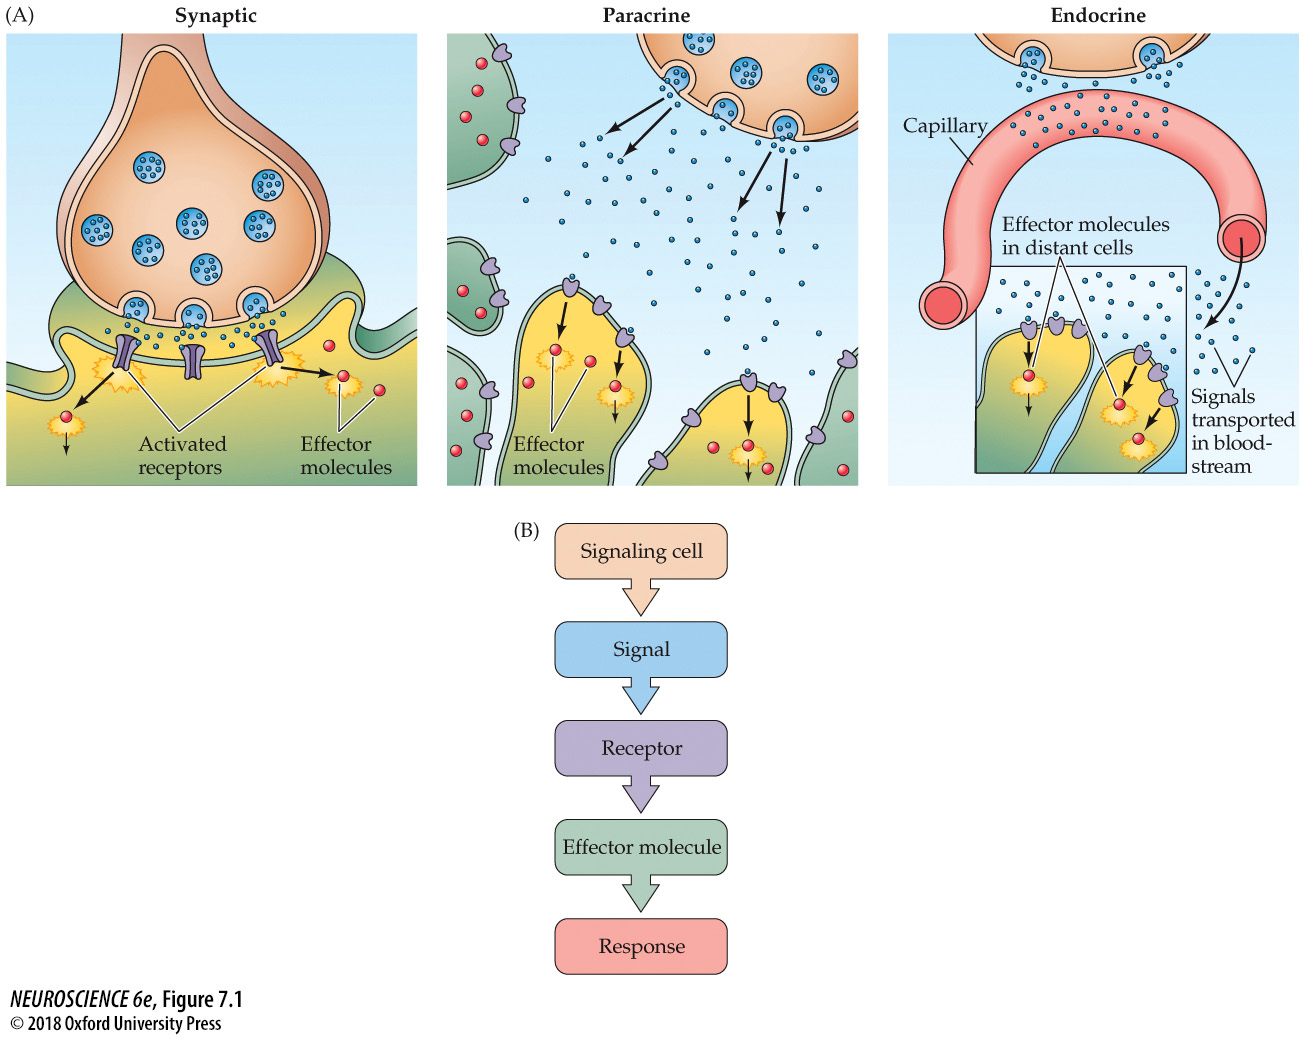 (A)
Synaptic
Paracrine
Endocrine
Activated
receptors
Effector
molecules
Effector
molecules
Capillary
Effector molecules
in distant cells
Signals
transported
in blood-
stream
(B)
Signaling cell
Signal
Receptor
Effector molecule
Response
NEUROSCIENCE 6e, Figure 7.1
© 2018 Oxford University Press